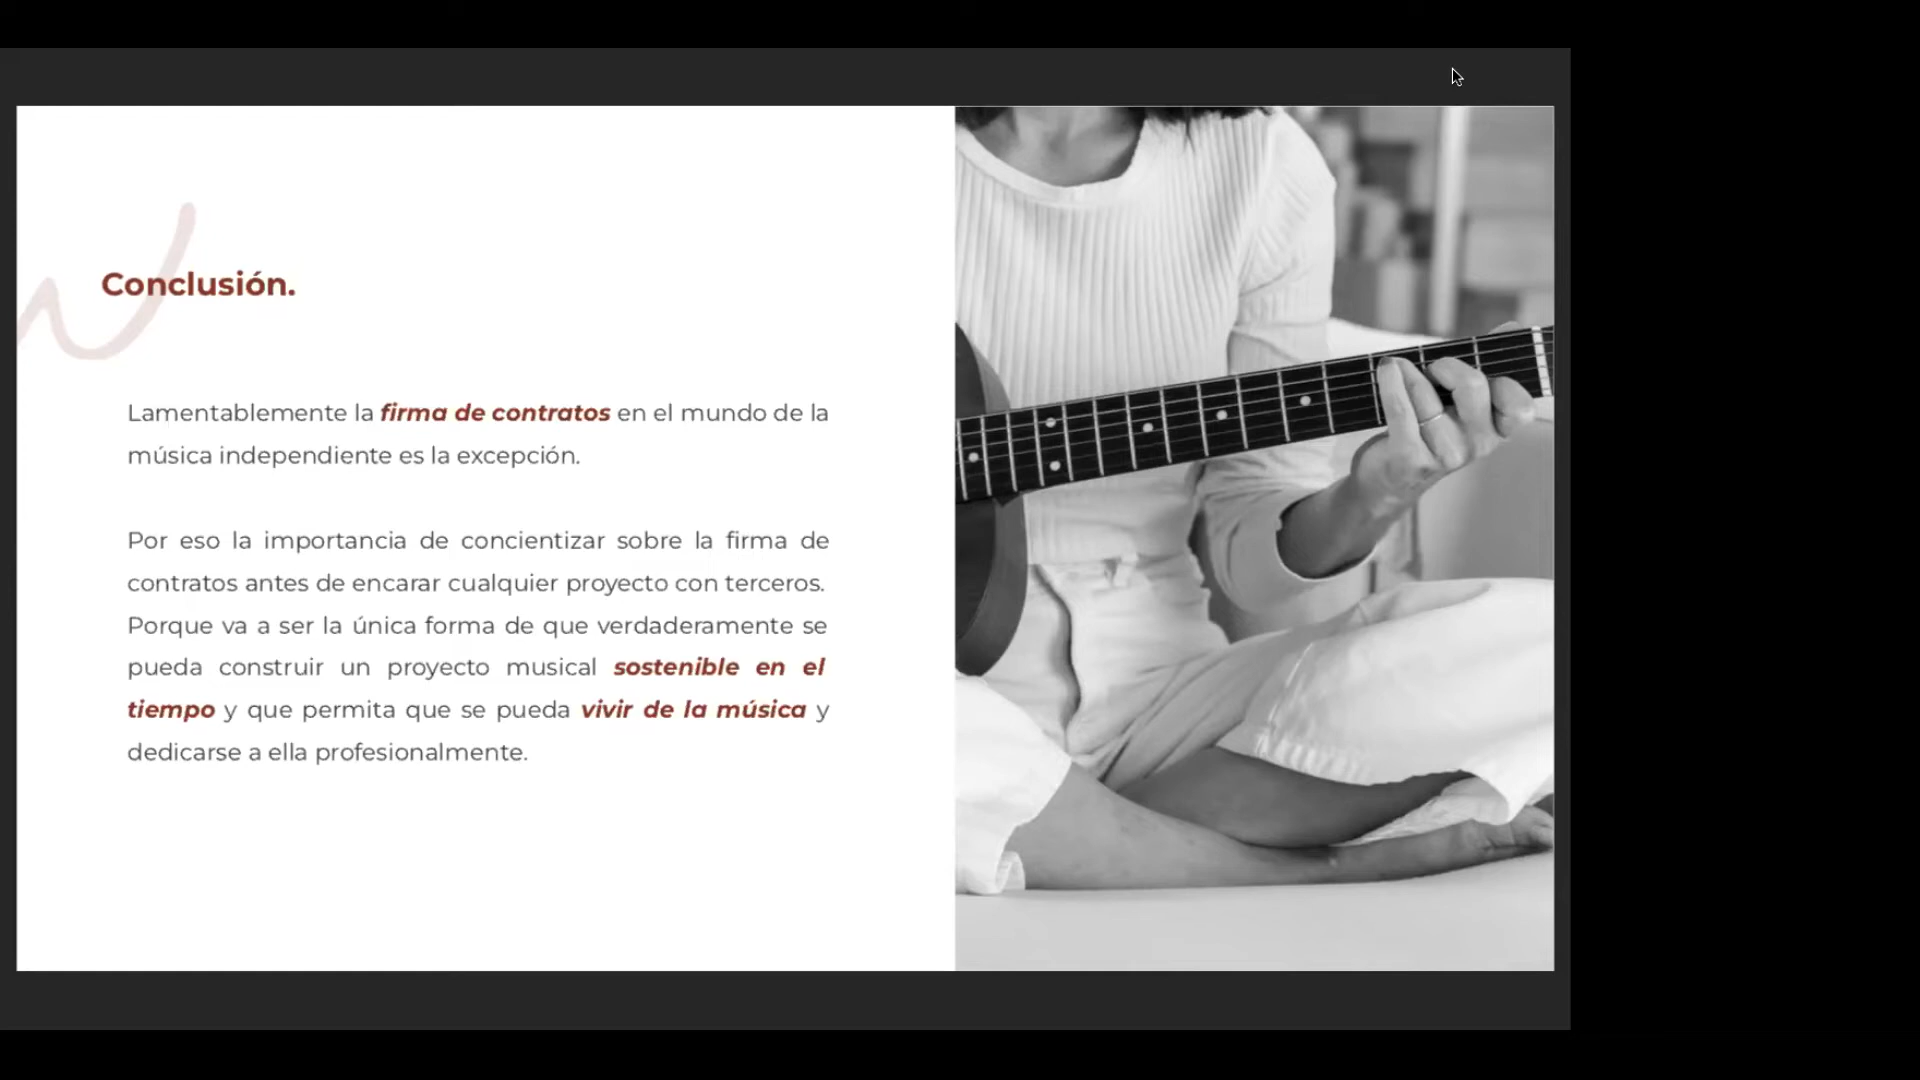 Conclusión.
Lamentablemente la firma de contratos en el mundo de la
música independiente es la excepción.
Por eso la importancia de concientizar sobre la firma de
contratos antes de encarar cualquier proyecto con terceros.
Porque va a ser la única forma de que verdaderamente se
pueda construir un proyecto musical sostenible en el
tiempo y que permita que se pueda vivir de la música y
dedicarse a ella profesionalmente.